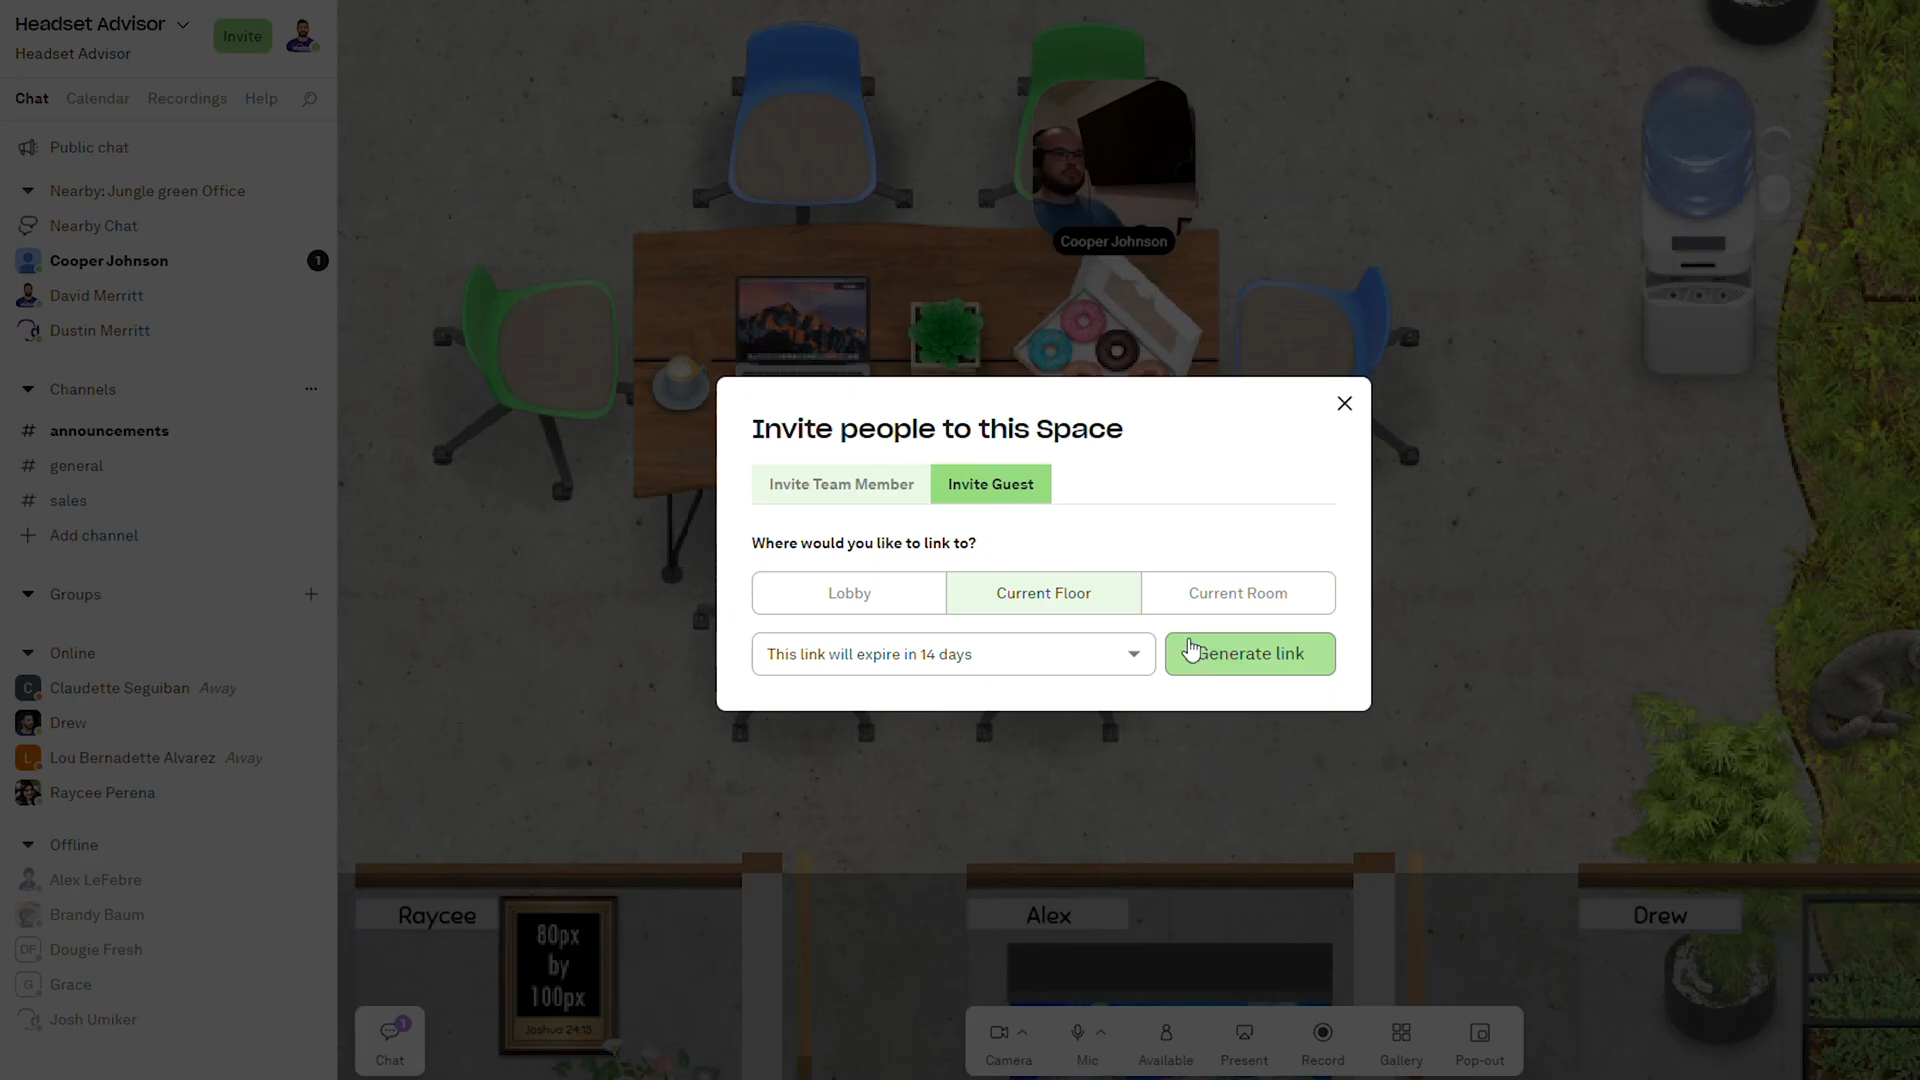 Headset Advisor
Invite
Headset Advisor
Chat Calendar Recordings Help
Public chat
Nearby: Jungle green Office
Nearby Chat
Cooper Johnson 1
David Merritt
Dustin Merritt
Channels
# announcements
# general
# sales
Add channel
Groups
Online
C Claudette Seguiban Away
Drew
L Lou Bernadette Alvarez Away
Raycee Perena
Offline
Alex LeFebre
Brandy Baum
DF Dougie Fresh
G Grace
Josh Umiker
Cooper Johnson
Invite people to this Space
Invite Team Member Invite Guest
Where would you like to link to?
Lobby Current Floor Current Room
This link will expire in 14 days Generate link
Raycee
80px
by
100px
Joshua 24:15
Alex
Drew
1
Chat
Camera Mic Available Present Record Gallery Pop-out